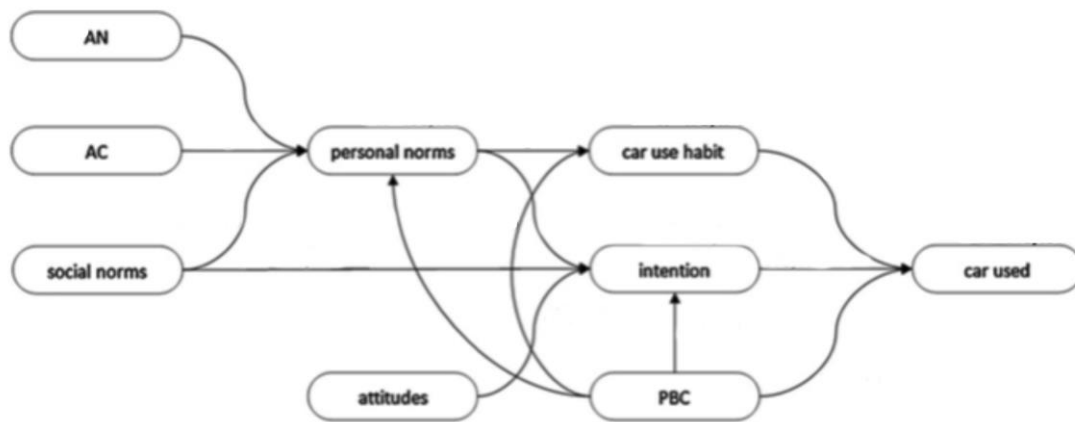 AN
AC
personal norms
car use habit
social norms
intention
car used
attitudes
PBC